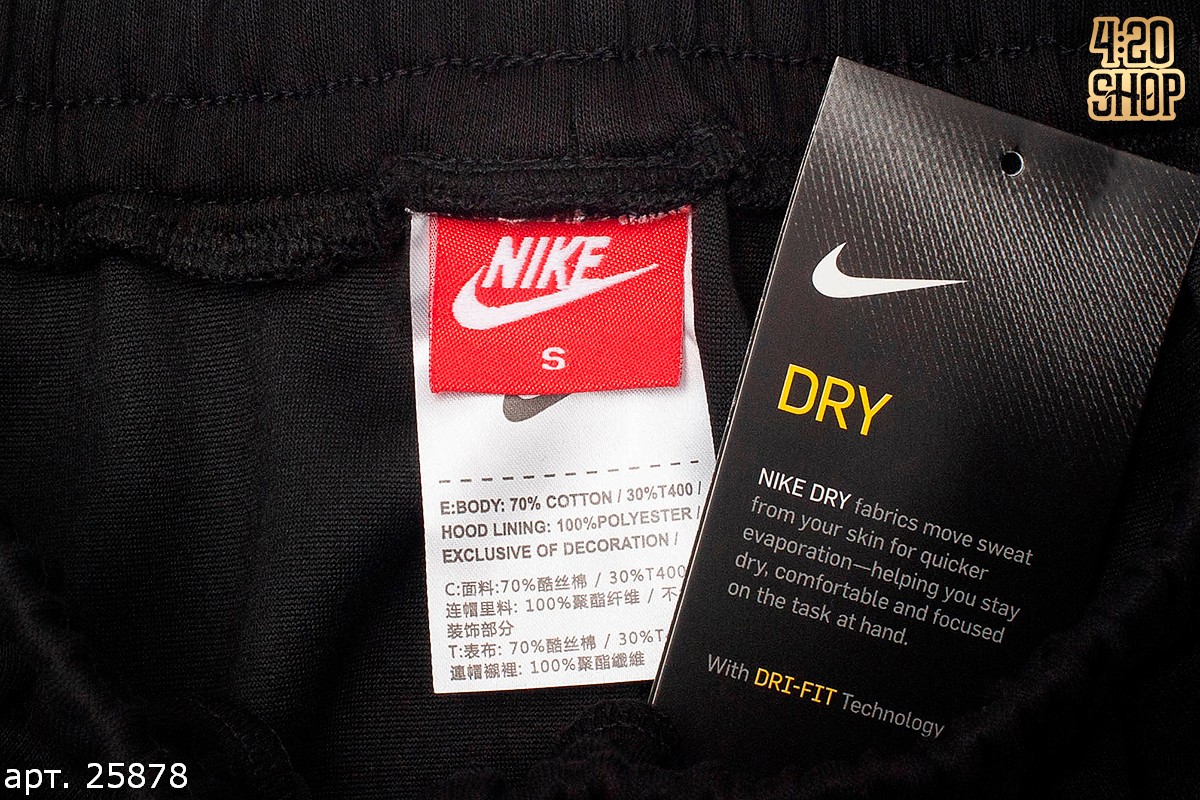 4:20
SHOP
NIKE
S
E:BODY: 70% COTTON / 30%T400 /
HOOD LINING: 100%POLYESTER /
EXCLUSIVE OF DECORATION /
C:面料:70%酷丝棉 / 30%T400
连帽里料: 100%聚酯纤维 / 不
装饰部分
T:表布: 70%酷丝棉 / 30%T
連帽襯裡: 100%聚酯纖維
DRY
NIKE DRY fabrics move sweat
from your skin for quicker
evaporation—helping you stay
dry, comfortable and focused
on the task at hand.
With DRI-FIT Technology
арт. 25878